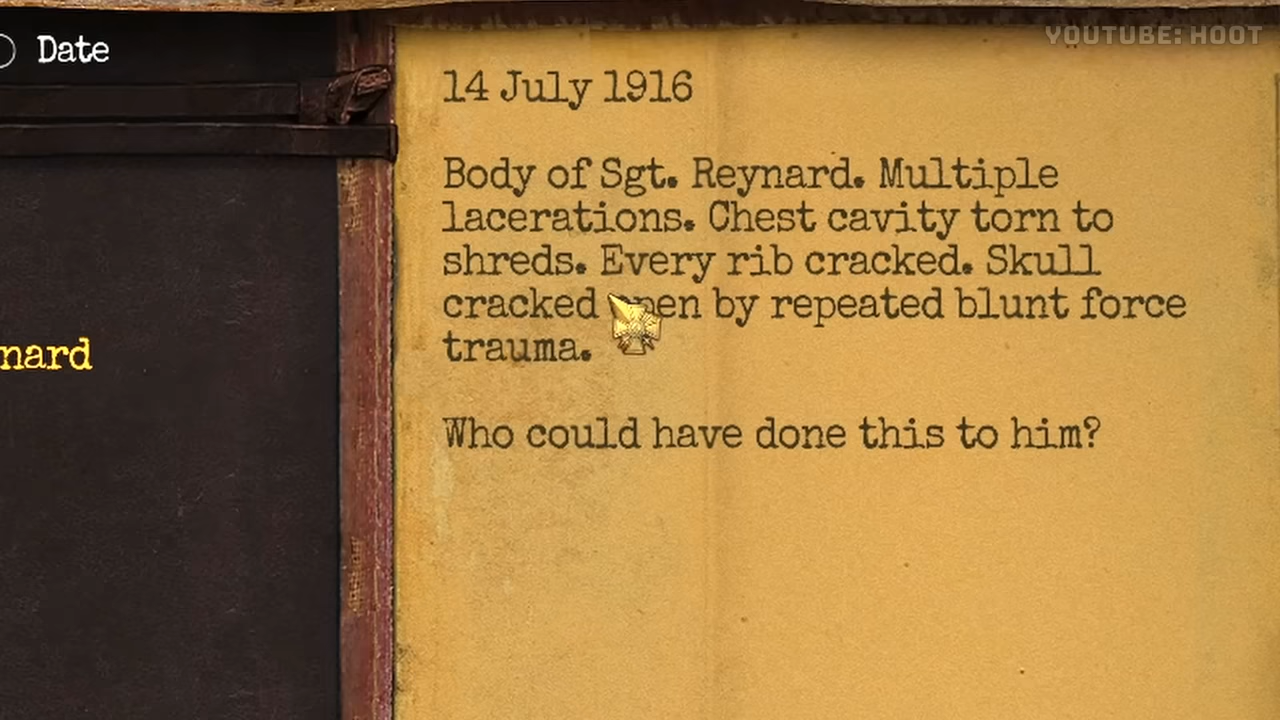 YOUTUBE: HOOT
Date
14 July 1916
Body of Sgt. Reynard. Multiple
lacerations. Chest cavity torn to
shreds. Every rib cracked. Skull
cracked open by repeated blunt force
trauma.
nard
Who could have done this to him?